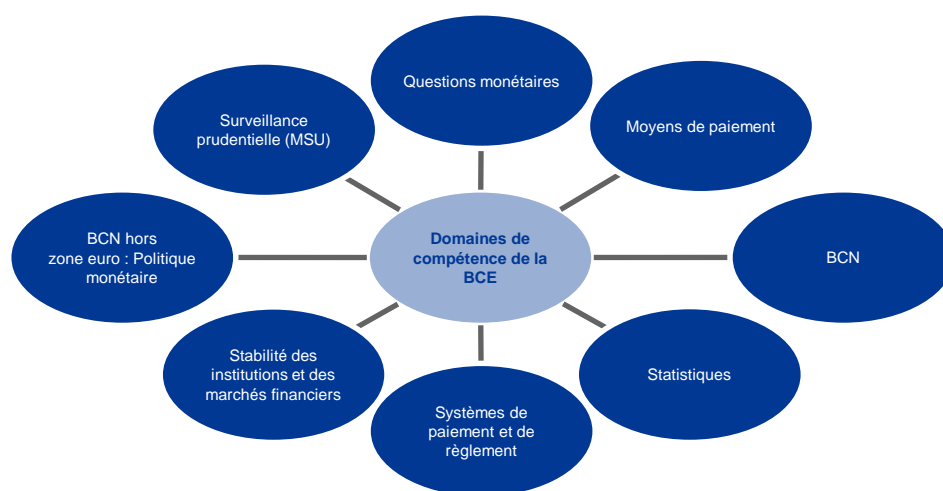 Questions monétaires
Moyens de paiement
BCN
Statistiques
Systèmes de
paiement et de
règlement
Stabilité des
institutions et des
marchés financiers
BCN hors
zone euro : Politique
monétaire
Surveillance
prudentielle (MSU)
Domaines de
compétence de la
BCE